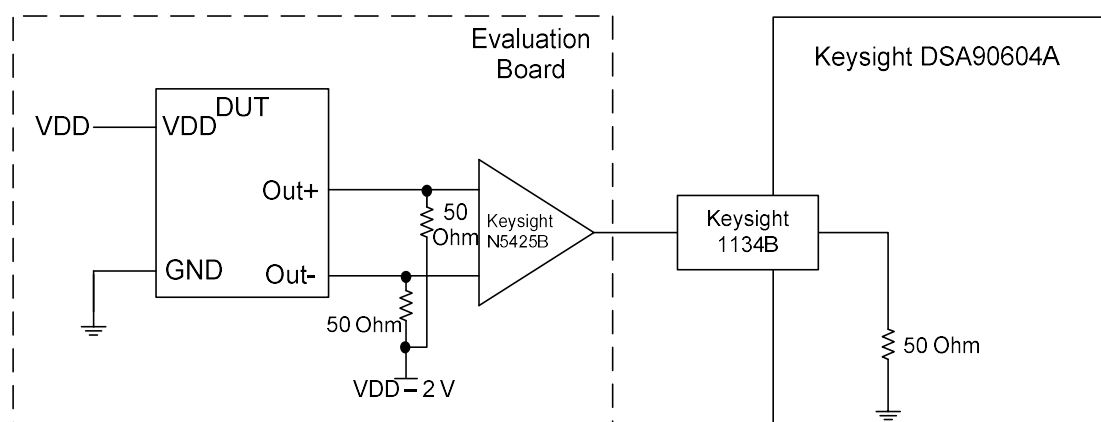 Evaluation
Board
Keysight DSA90604A
DUT
VDD
VDD
Out+
50
Ohm
Keysight
N5425B
Keysight
1134B
GND
Out-
50 Ohm
50 Ohm
VDD – 2 V